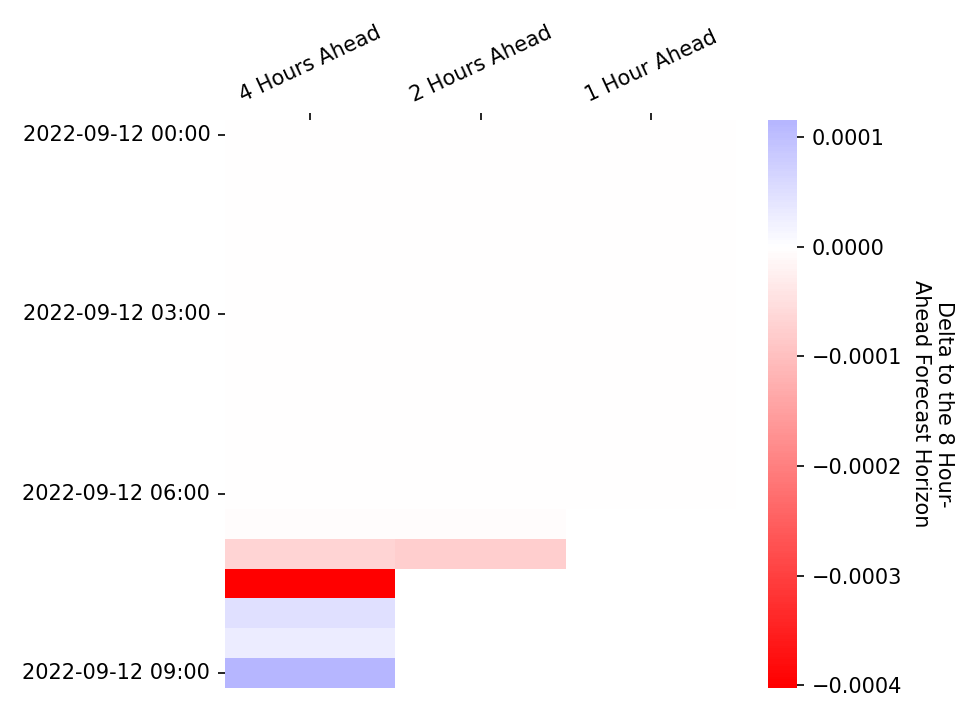 4 Hours Ahead
2 Hours Ahead
1 Hour Ahead
2022-09-12 00:00
2022-09-12 03:00
2022-09-12 06:00
2022-09-12 09:00
0.0001
0.0000
−0.0001
−0.0002
−0.0003
−0.0004
Delta to the 8 Hour-
Ahead Forecast Horizon